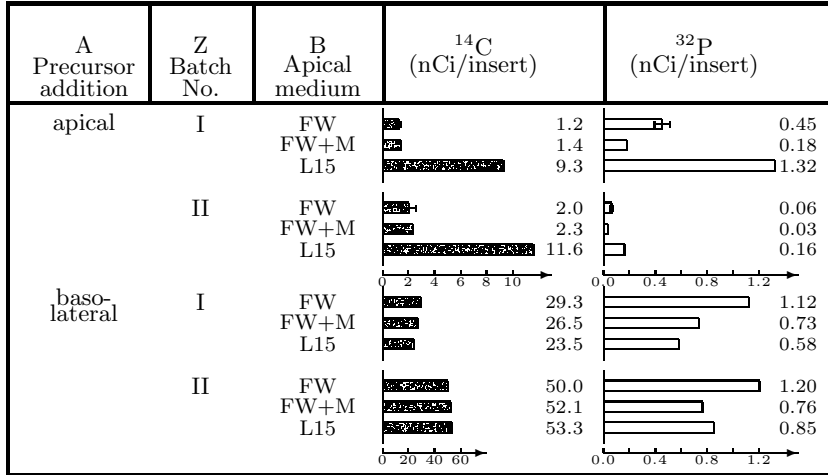 A Z B ¹⁴C ³²P
Precursor Batch Apical (nCi/insert) (nCi/insert)
addition No. medium
apical I FW 1.2 0.45
FW+M 1.4 0.18
L15 9.3 1.32
II FW 2.0 0.06
FW+M 2.3 0.03
L15 11.6 0.16
0 2 4 6 8 10 0.0 0.4 0.8 1.2
baso-
lateral I FW 29.3 1.12
FW+M 26.5 0.73
L15 23.5 0.58
II FW 50.0 1.20
FW+M 52.1 0.76
L15 53.3 0.85
0 20 40 60 0.0 0.4 0.8 1.2